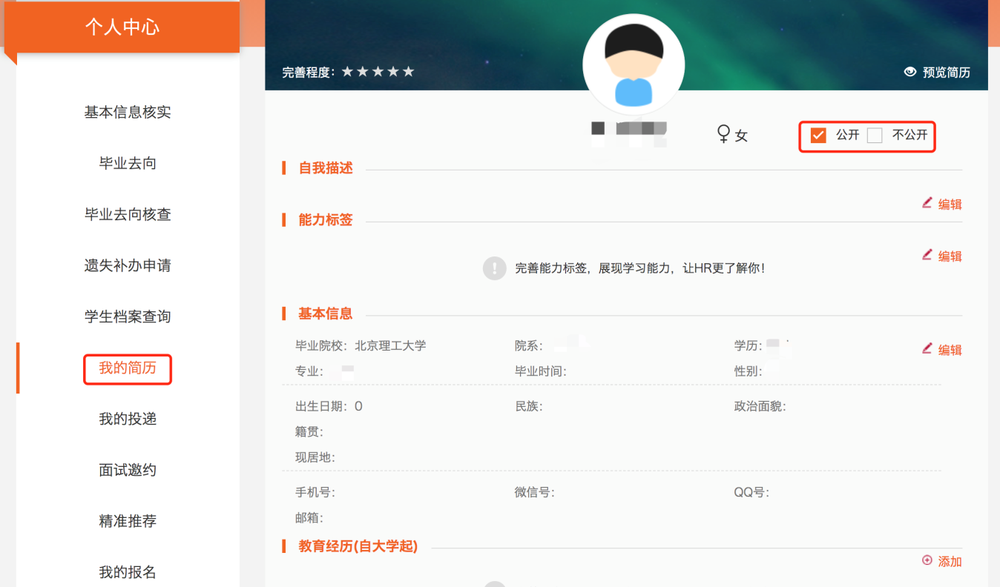 个人中心
基本信息核实
毕业去向
毕业去向核查
遗失补办申请
学生档案查询
我的简历
我的投递
面试邀约
精准推荐
我的报名
完善程度：
预览简历
女
公开 不公开
自我描述
编辑
能力标签
编辑
完善能力标签，展现学习能力，让HR更了解你！
基本信息
毕业院校：北京理工大学 院系： 学历：
编辑
专业： 毕业时间： 性别：
出生日期：0 民族： 政治面貌：
籍贯：
现居地：
手机号： 微信号： QQ号：
邮箱：
教育经历(自大学起)
添加